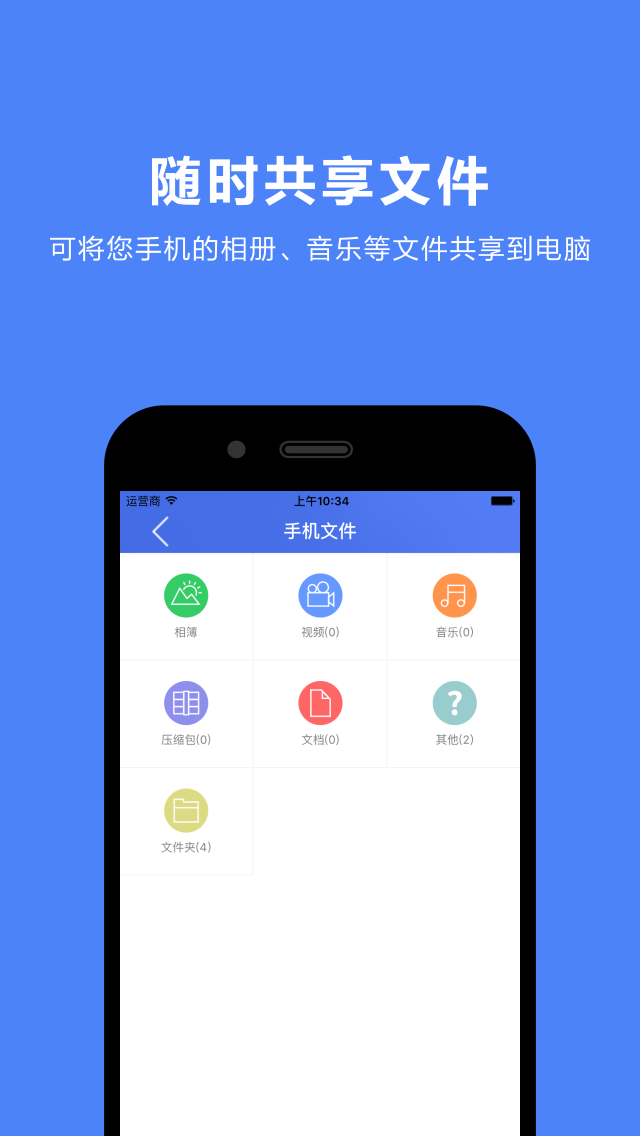 随时共享文件
可将您手机的相册、音乐等文件共享到电脑
运营商 上午10:34
手机文件
相簿 视频(0) 音乐(0)
压缩包(0) 文档(0) 其他(2)
文件夹(4)